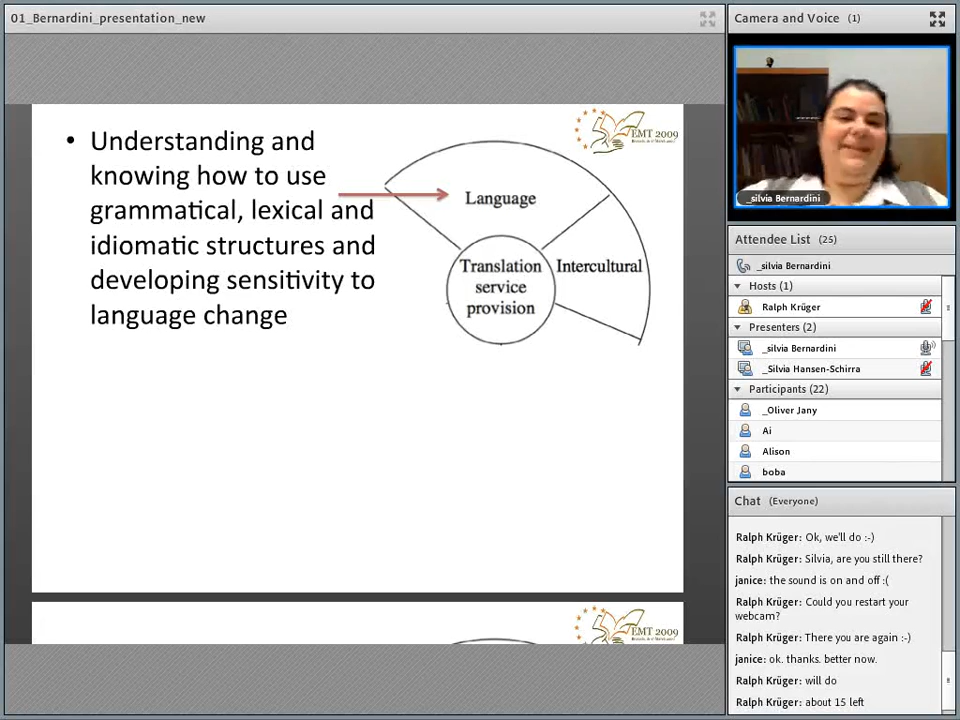 01_Bernardini_presentation_new
• Understanding and
knowing how to use
grammatical, lexical and
idiomatic structures and
developing sensitivity to
language change
EMT 2009
Language
Translation
service
provision
Intercultural
EMT 2009
Camera and Voice (1)
_silvia Bernardini
Attendee List (25)
_silvia Bernardini
Hosts (1)
Ralph Krüger
Presenters (2)
_silvia Bernardini
_Silvia Hansen-Schirra
Participants (22)
_Oliver Jany
Ai
Alison
boba
Chat (Everyone)
Ralph Krüger: Ok, we'll do :-)
Ralph Krüger: Silvia, are you still there?
janice: the sound is on and off :(
Ralph Krüger: Could you restart your
webcam?
Ralph Krüger: There you are again :-)
janice: ok. thanks. better now.
Ralph Krüger: will do
Ralph Krüger: about 15 left